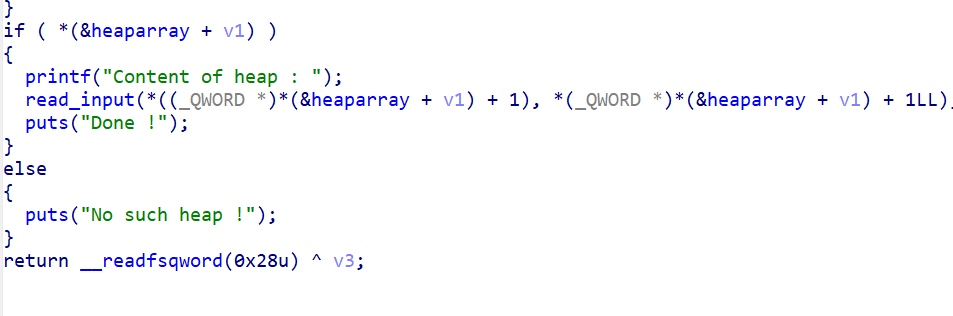 }
if ( *(&heaparray + v1) )
{
  printf("Content of heap : ");
  read_input(*((_QWORD *)*(&heaparray + v1) + 1), *(_QWORD *)*(&heaparray + v1) + 1LL)
  puts("Done !");
}
else
{
  puts("No such heap !");
}
return __readfsqword(0x28u) ^ v3;